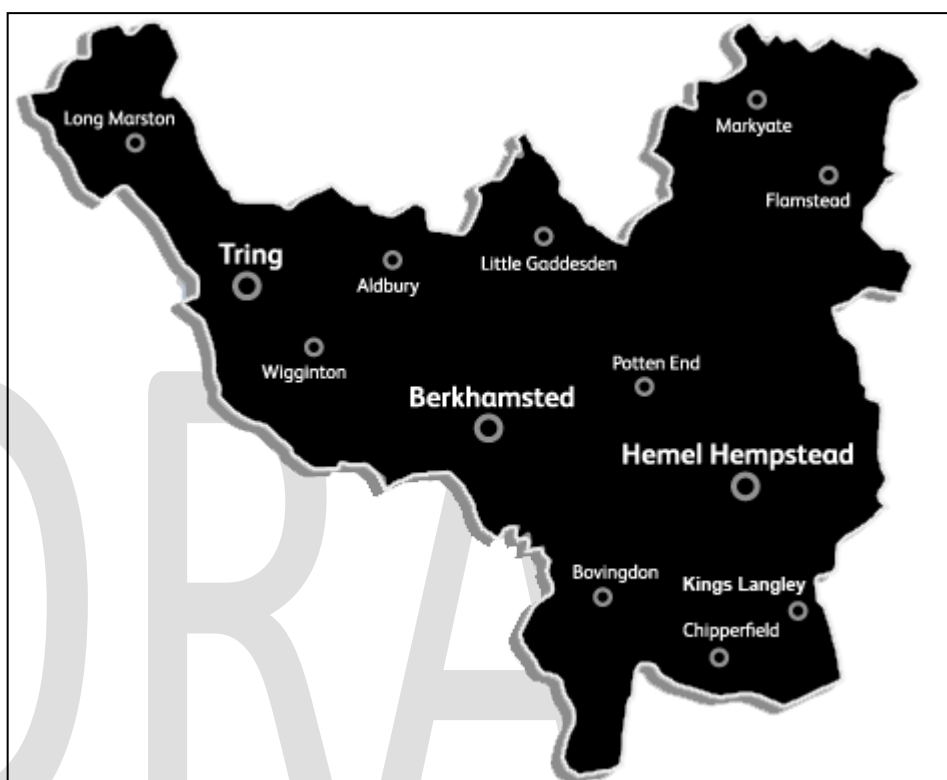 Markyate
Long Marston
Flamstead
Tring
Little Gaddesden
Aldbury
Potten End
Wigginton
Berkhamsted
Hemel Hempstead
Bovingdon
Kings Langley
Chipperfield
DRA